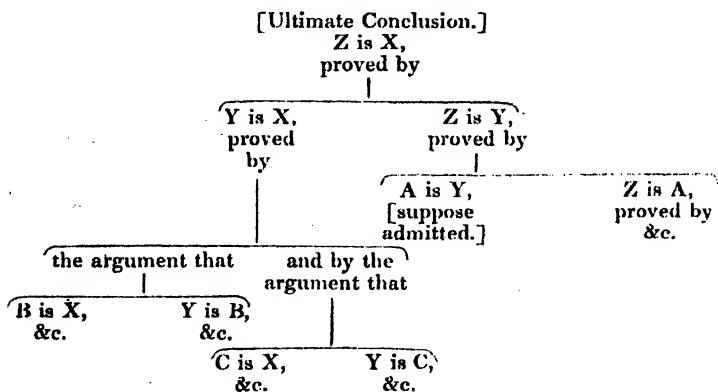 [Ultimate Conclusion.]
Z is X,
proved by
Y is X, Z is Y,
proved proved by
by
A is Y, Z is A,
[suppose proved by
admitted.] &c.
the argument that and by the
argument that
B is X, Y is B,
&c. &c.
C is X, Y is C,
&c. &c.